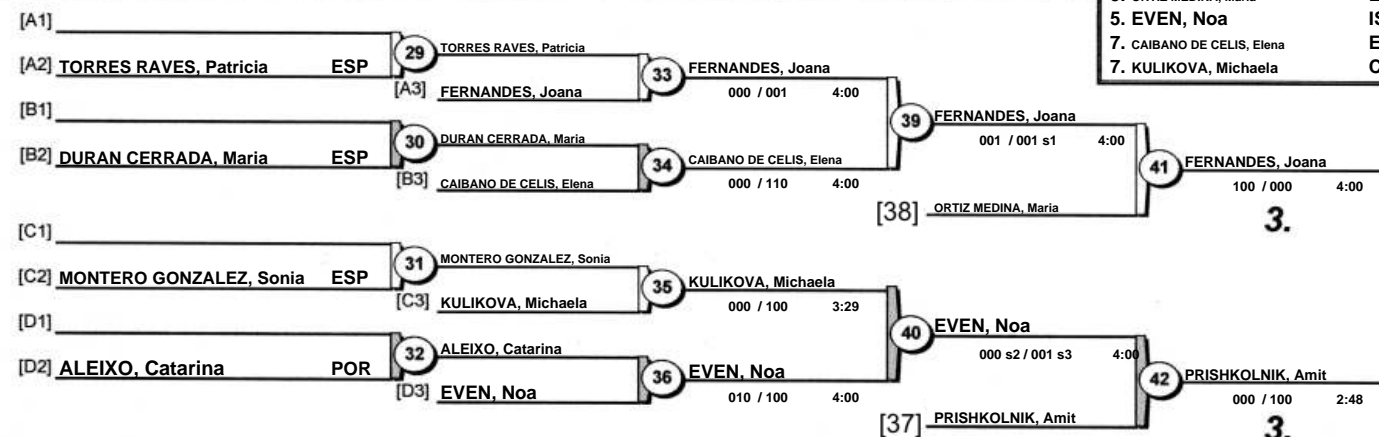 5. EVEN, Noa IS
7. CAIBANO DE CELIS, Elena E
7. KULIKOVA, Michaela
[A1]
[A2] TORRES RAVES, Patricia ESP
29
TORRES RAVES, Patricia
[A3] FERNANDES, Joana
33
FERNANDES, Joana
000 / 001 4:00
[B1]
[B2] DURAN CERRADA, Maria ESP
30
DURAN CERRADA, Maria
[B3] CAIBANO DE CELIS, Elena
34
CAIBANO DE CELIS, Elena
000 / 110 4:00
39
FERNANDES, Joana
001 / 001 s1 4:00
[38] ORTIZ MEDINA, Maria
41
FERNANDES, Joana
100 / 000 4:00
3.
[C1]
[C2] MONTERO GONZALEZ, Sonia ESP
31
MONTERO GONZALEZ, Sonia
[C3] KULIKOVA, Michaela
35
KULIKOVA, Michaela
000 / 100 3:29
[D1]
[D2] ALEIXO, Catarina POR
32
ALEIXO, Catarina
[D3] EVEN, Noa
36
EVEN, Noa
010 / 100 4:00
40
EVEN, Noa
000 s2 / 001 s3 4:00
[37] PRISHKOLNIK, Amit
42
PRISHKOLNIK, Amit
000 / 100 2:48
3.